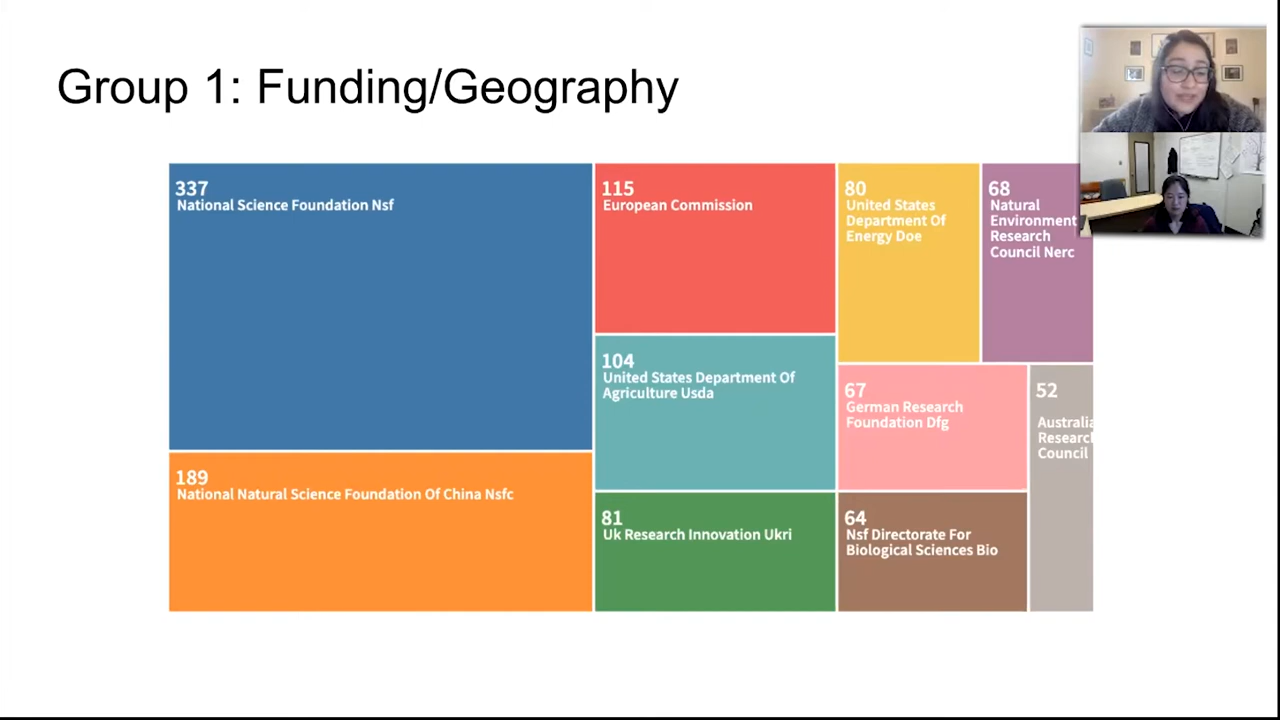 Group 1: Funding/Geography
337
National Science Foundation Nsf
189
National Natural Science Foundation Of China Nsfc
115
European Commission
104
United States Department Of
Agriculture Usda
81
Uk Research Innovation Ukri
80
United States
Department Of
Energy Doe
68
Natural
Environment
Research
Council Nerc
67
German Research
Foundation Dfg
64
Nsf Directorate For
Biological Sciences Bio
52
Australia
Research
Council